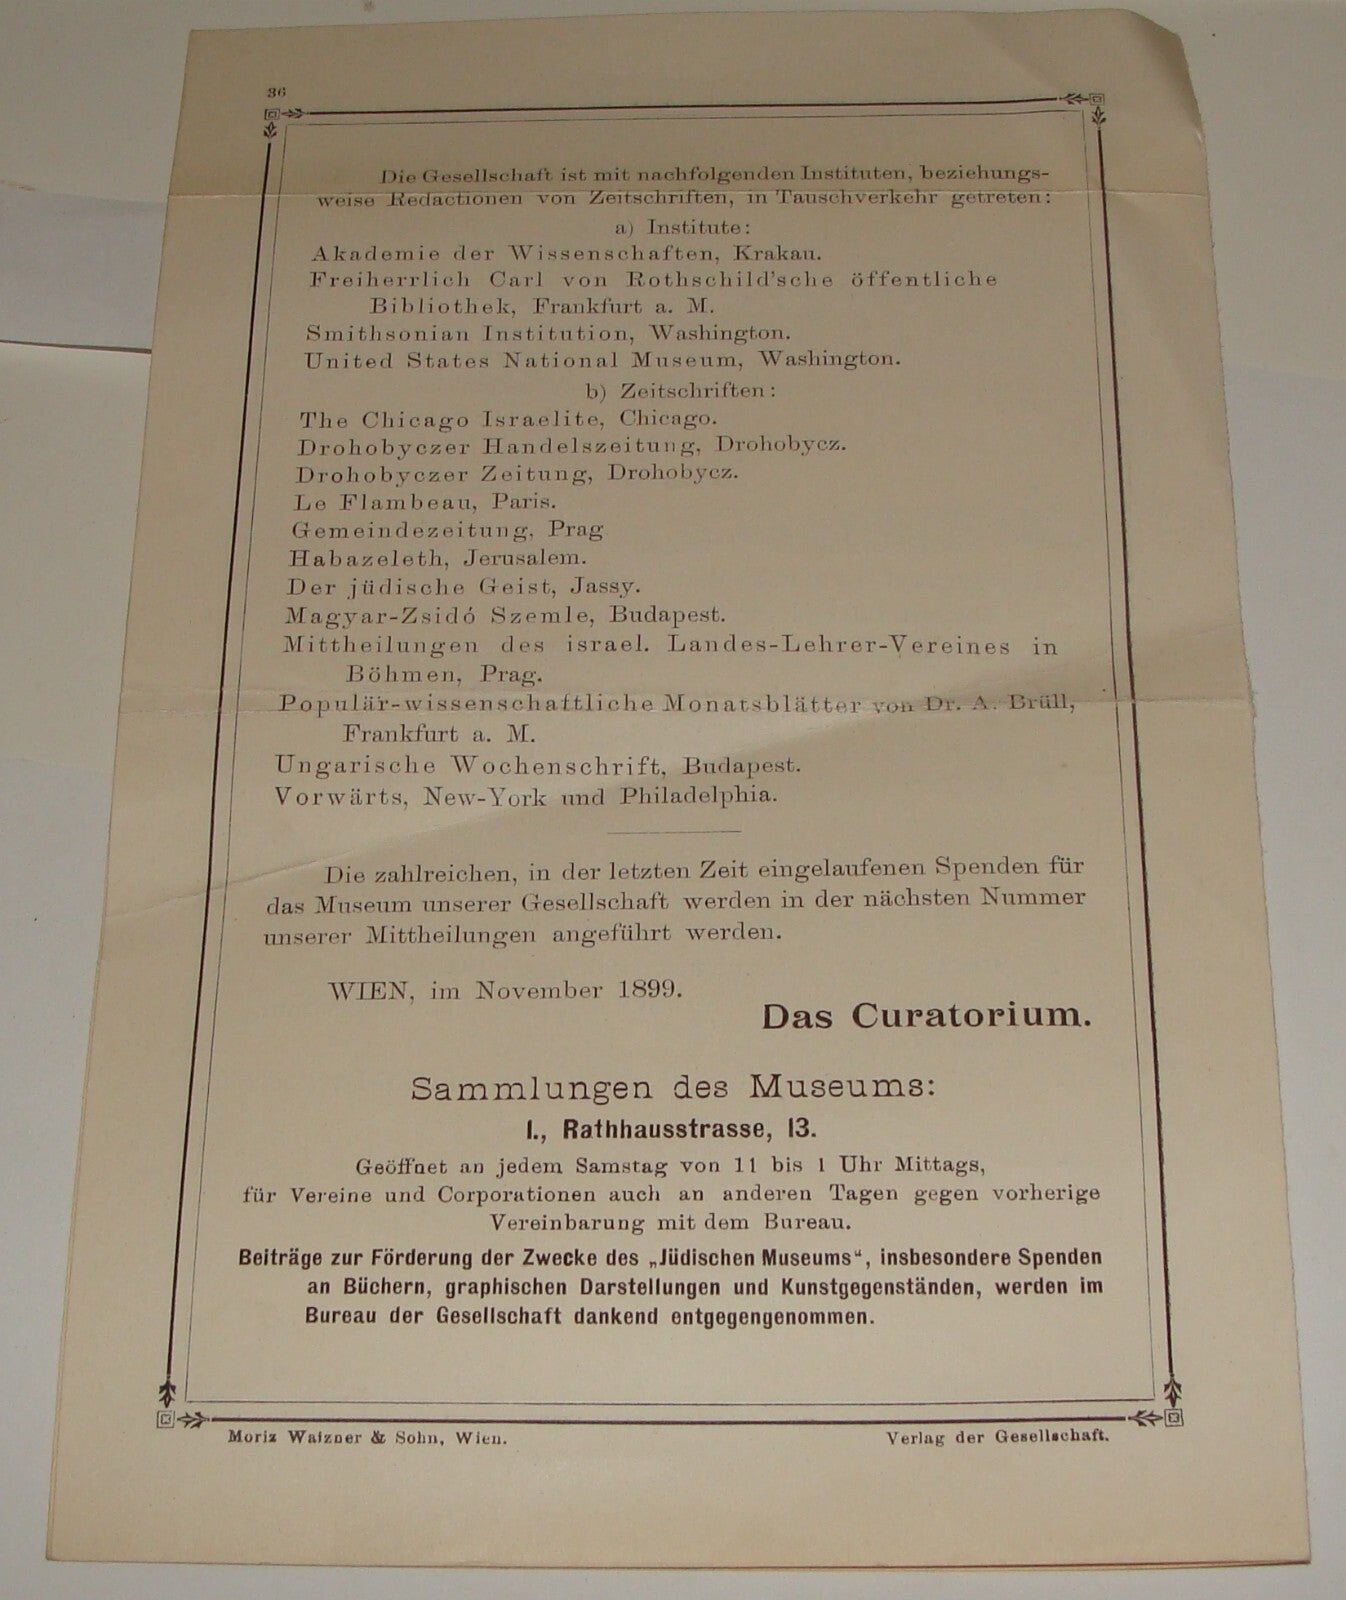 36
Die Gesellschaft ist mit nachfolgenden Instituten, beziehungs-
weise Redactionen von Zeitschriften, in Tauschverkehr getreten:
a) Institute:
Akademie der Wissenschaften, Krakau.
Freiherrlich Carl von Rothschild'sche öffentliche
Bibliothek, Frankfurt a. M.
Smithsonian Institution, Washington.
United States National Museum, Washington.
b) Zeitschriften:
The Chicago Israelite, Chicago.
Drohobyczer Handelszeitung, Drohobycz.
Drohobyczer Zeitung, Drohobycz.
Le Flambeau, Paris.
Gemeindezeitung, Prag
Habazeleth, Jerusalem.
Der jüdische Geist, Jassy.
Magyar-Zsidó Szemle, Budapest.
Mittheilungen des israel. Landes-Lehrer-Vereines in
Böhmen, Prag.
Populär-wissenschaftliche Monatsblätter von Dr. A. Brüll,
Frankfurt a. M.
Ungarische Wochenschrift, Budapest.
Vorwärts, New-York und Philadelphia.
Die zahlreichen, in der letzten Zeit eingelaufenen Spenden für
das Museum unserer Gesellschaft werden in der nächsten Nummer
unserer Mittheilungen angeführt werden.
WIEN, im November 1899.
Das Curatorium.
Sammlungen des Museums:
I., Rathhausstrasse, 13.
Geöffnet an jedem Samstag von 11 bis 1 Uhr Mittags,
für Vereine und Corporationen auch an anderen Tagen gegen vorherige
Vereinbarung mit dem Bureau.
Beiträge zur Förderung der Zwecke des „Jüdischen Museums“, insbesondere Spenden
an Büchern, graphischen Darstellungen und Kunstgegenständen, werden im
Bureau der Gesellschaft dankend entgegengenommen.
Moriz Waizner & Sohn, Wien.
Verlag der Gesellschaft.